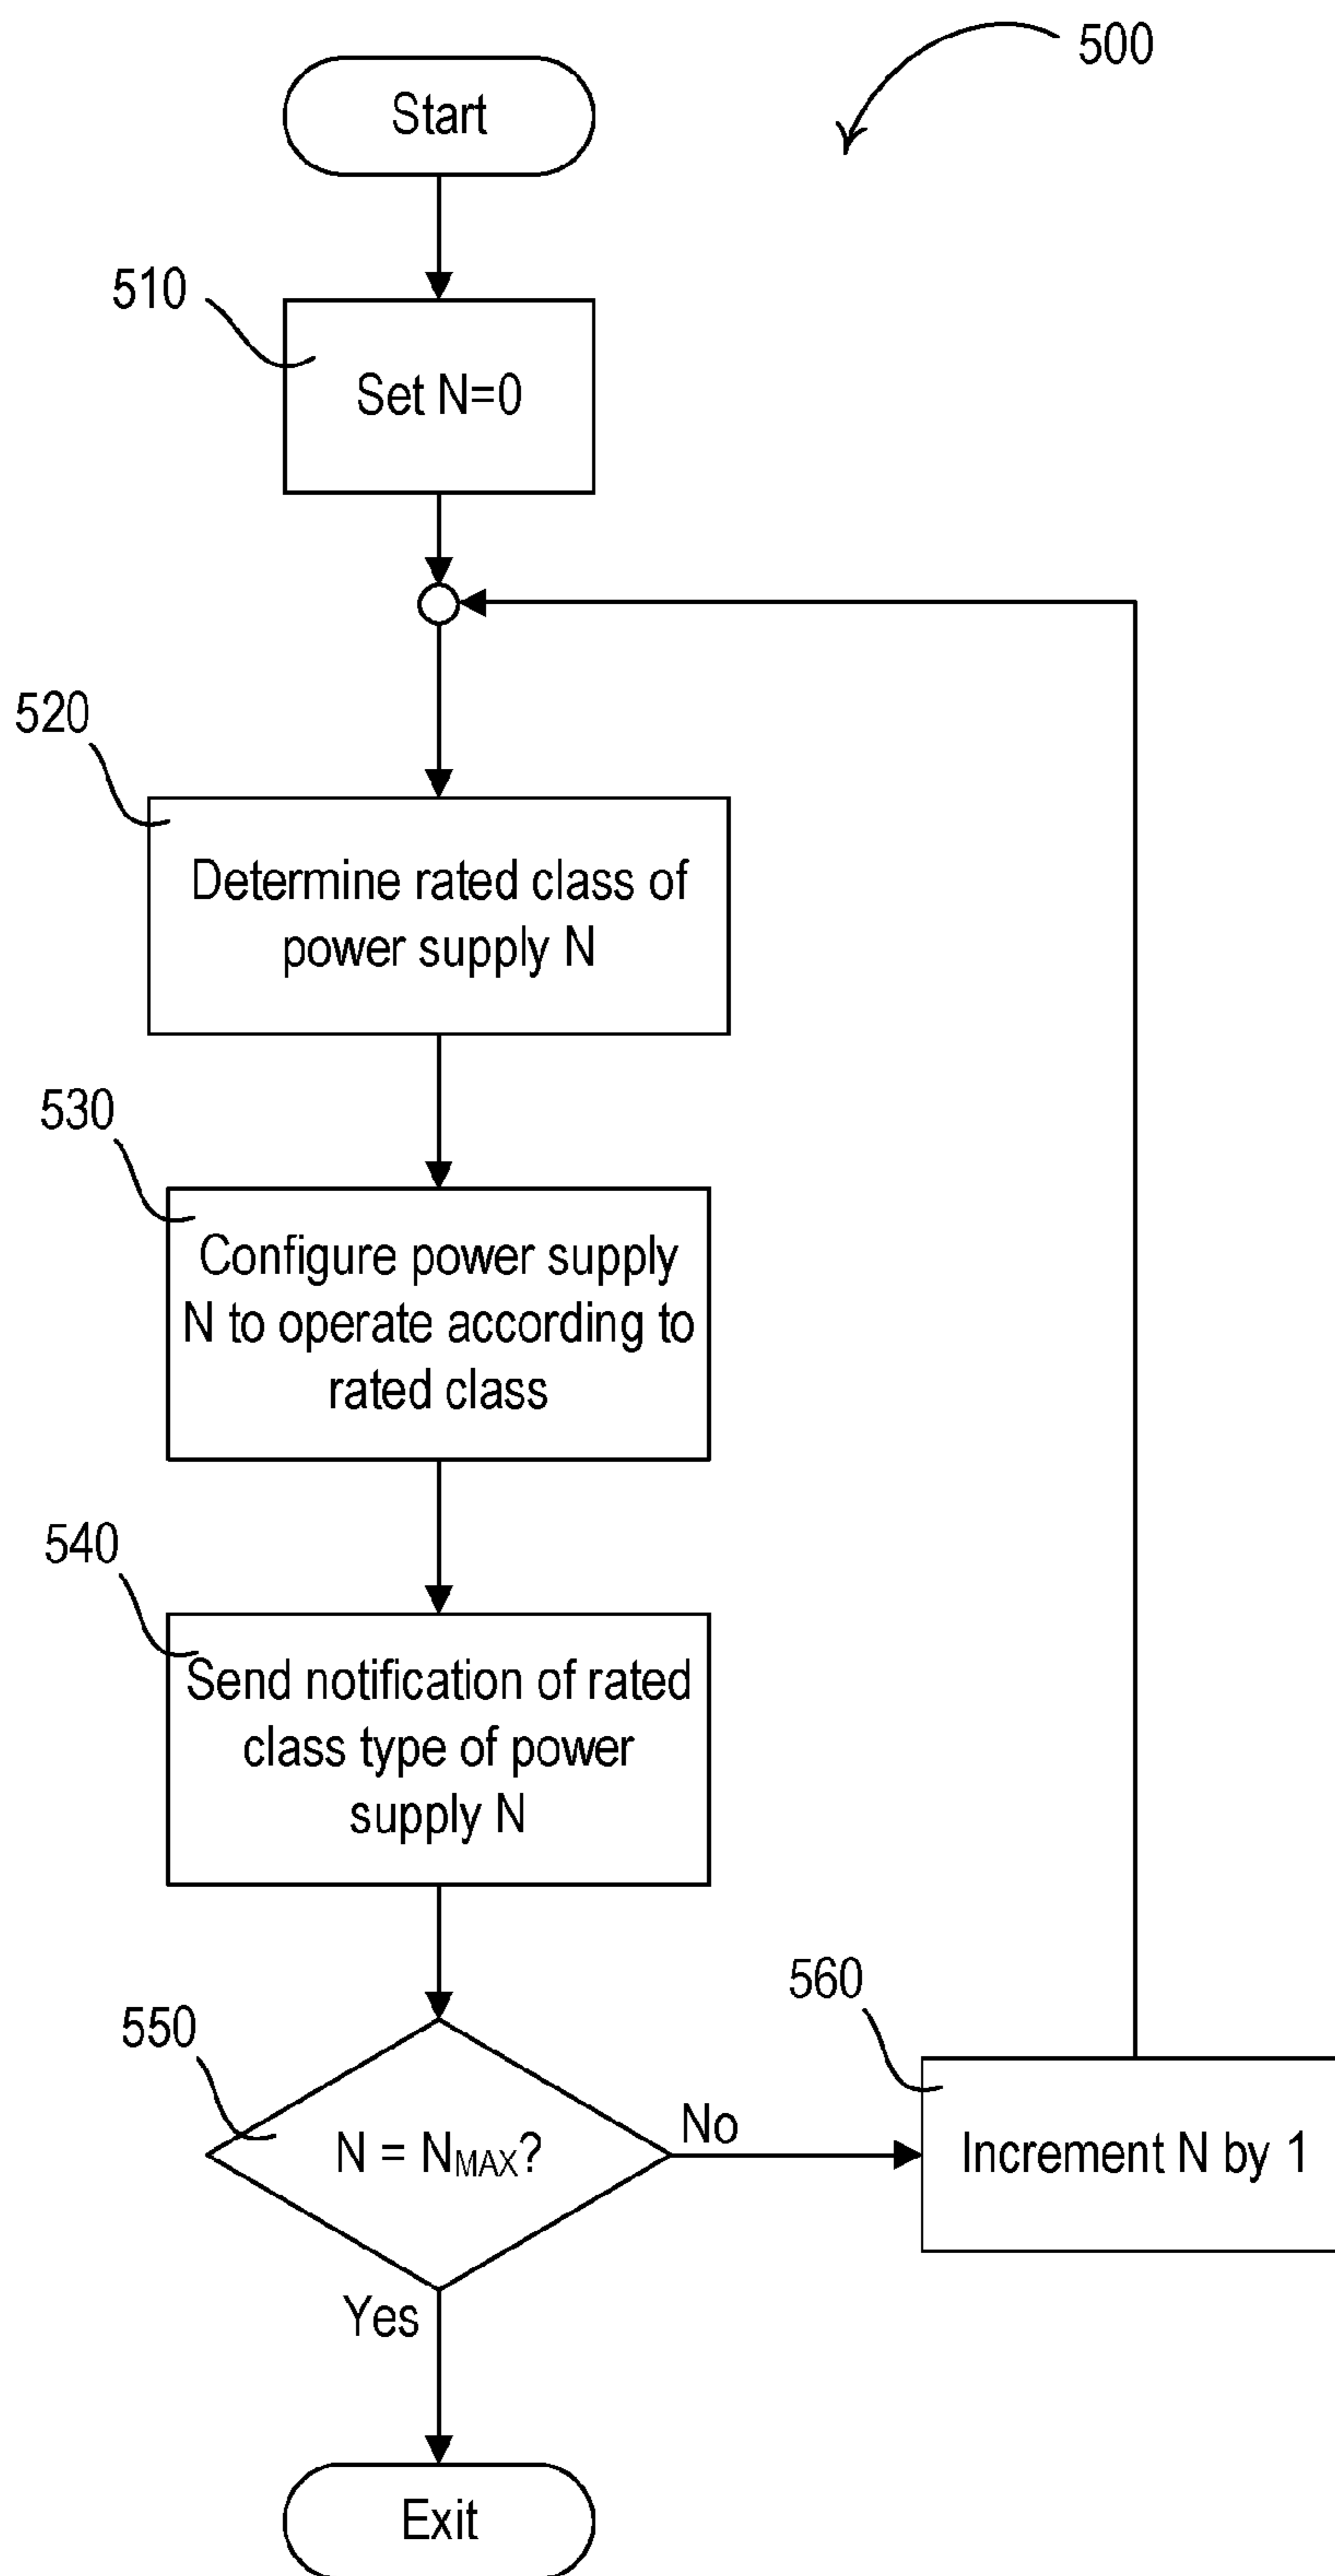 500
Start
510
Set N=0
520
Determine rated class of
power supply N
530
Configure power supply
N to operate according to
rated class
540
Send notification of rated
class type of power
supply N
550
N = NMAX?
No
560
Increment N by 1
Yes
Exit